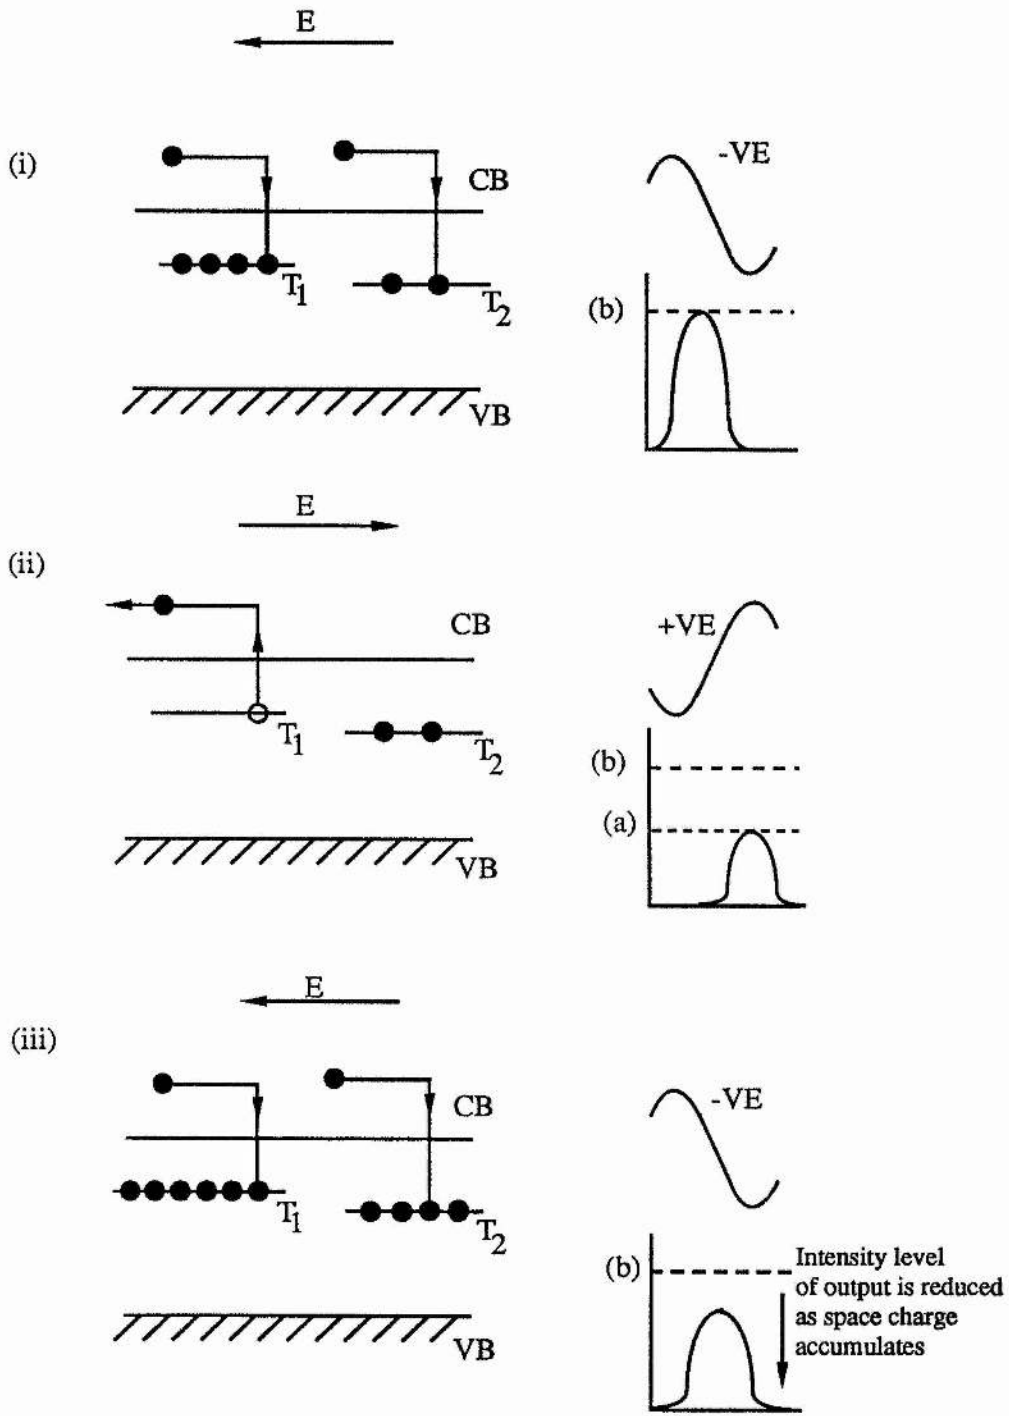 E
(i)
CB
T1
T2
VB
-VE
(b)
E
(ii)
CB
T1
T2
VB
+VE
(b)
(a)
E
(iii)
CB
T1
T2
VB
-VE
(b)
Intensity level
of output is reduced
as space charge
accumulates